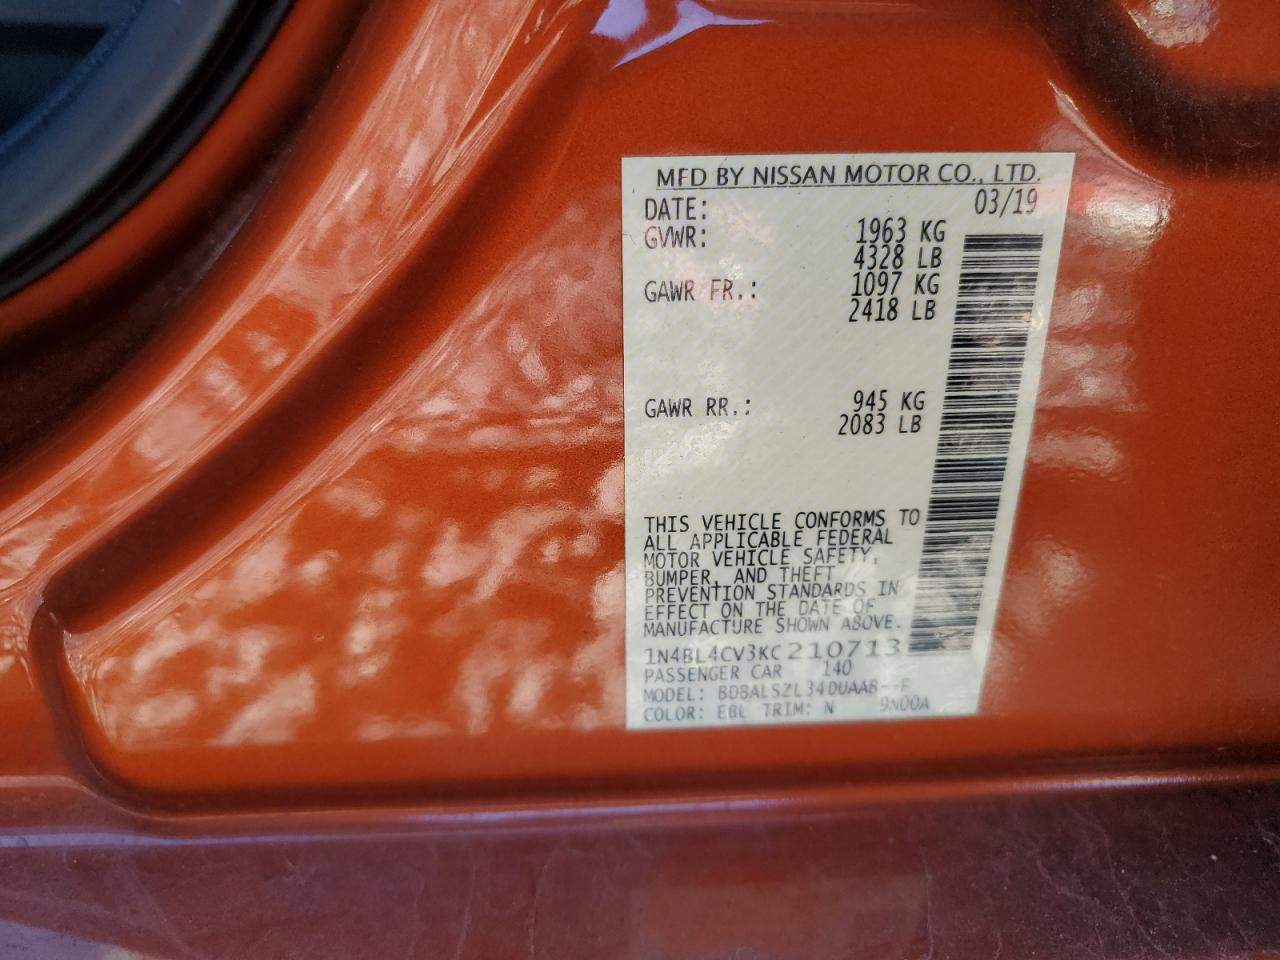 MFD BY NISSAN MOTOR CO., LTD.
DATE: 03/19
GVWR: 1963 KG
4328 LB
GAWR FR.: 1097 KG
2418 LB
GAWR RR.: 945 KG
2083 LB
THIS VEHICLE CONFORMS TO
ALL APPLICABLE FEDERAL
MOTOR VEHICLE SAFETY,
BUMPER, AND THEFT
PREVENTION STANDARDS IN
EFFECT ON THE DATE OF
MANUFACTURE SHOWN ABOVE.
1N4BL4CV3KC210713
PASSENGER CAR 140
MODEL: BDBALSZL34DUAAB--F
COLOR: EBL TRIM: N 9N00A